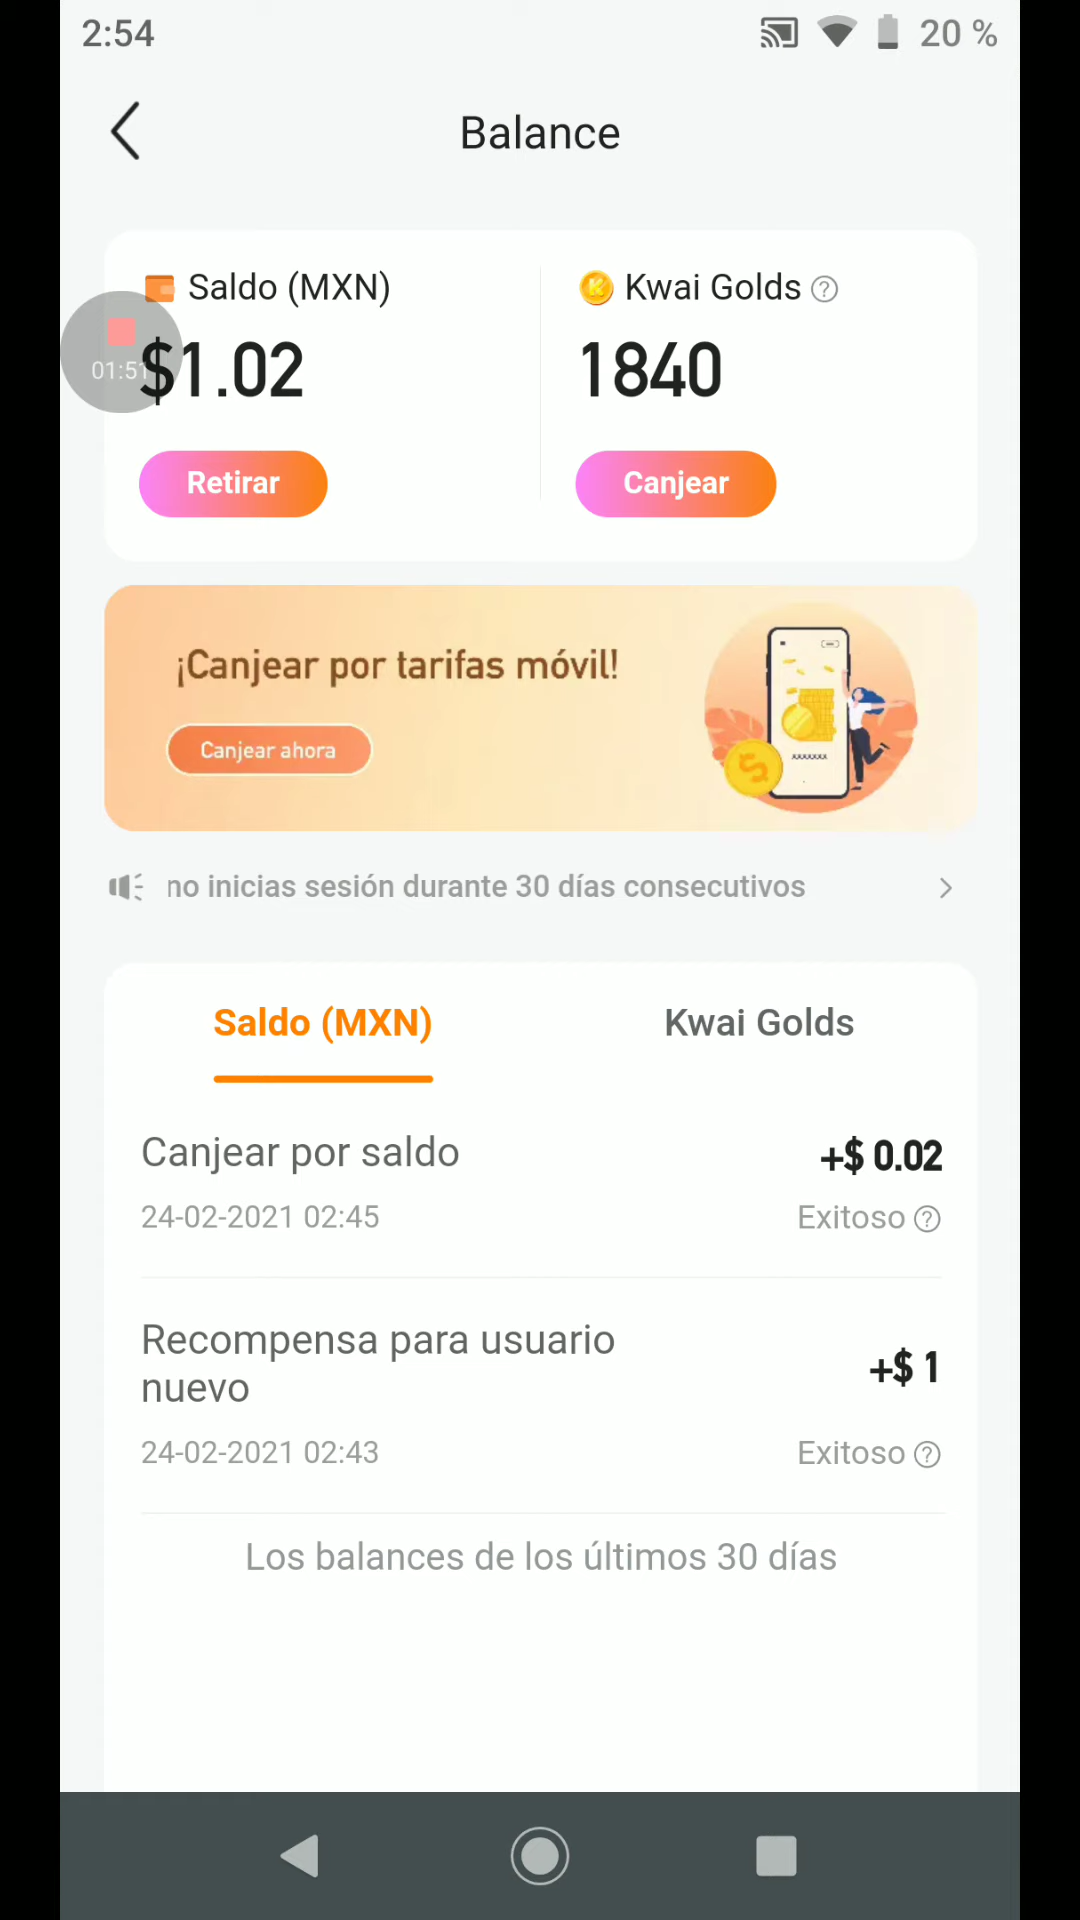 2:54
20 %
Balance
Saldo (MXN)
Kwai Golds
01:51
$1.02
1840
Retirar
Canjear
¡Canjear por tarifas móvil!
Canjear ahora
xxxxxxx
no inicias sesión durante 30 días consecutivos
Saldo (MXN)
Kwai Golds
Canjear por saldo
+$ 0.02
24-02-2021 02:45
Exitoso
Recompensa para usuario
nuevo
+$ 1
24-02-2021 02:43
Exitoso
Los balances de los últimos 30 días